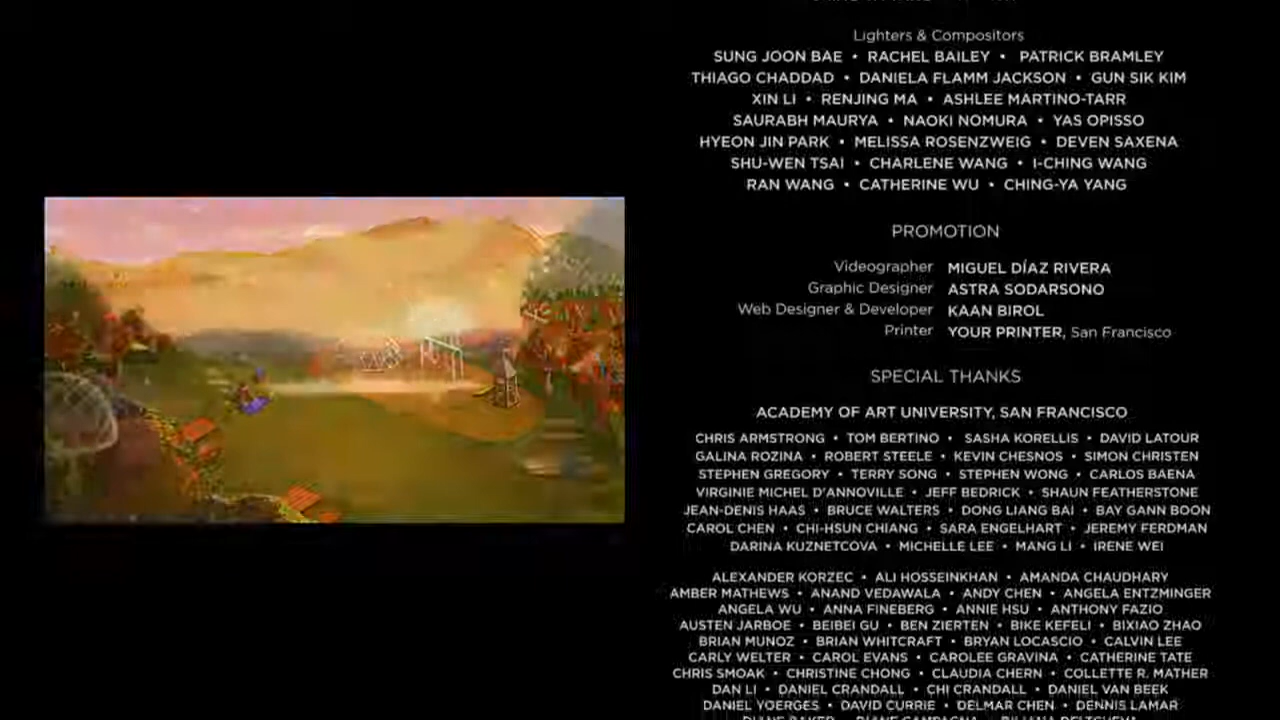 Lighters & Compositors
SUNG JOON BAE • RACHEL BAILEY • PATRICK BRAMLEY
THIAGO CHADDAD • DANIELA FLAMM JACKSON • GUN SIK KIM
XIN LI • RENJING MA • ASHLEE MARTINO-TARR
SAURABH MAURYA • NAOKI NOMURA • YAS OPISSO
HYEON JIN PARK • MELISSA ROSENZWEIG • DEVEN SAXENA
SHU-WEN TSAI • CHARLENE WANG • I-CHING WANG
RAN WANG • CATHERINE WU • CHING-YA YANG
PROMOTION
Videographer MIGUEL DÍAZ RIVERA
Graphic Designer ASTRA SODARSONO
Web Designer & Developer KAAN BIROL
Printer YOUR PRINTER, San Francisco
SPECIAL THANKS
ACADEMY OF ART UNIVERSITY, SAN FRANCISCO
CHRIS ARMSTRONG • TOM BERTINO • SASHA KORELLIS • DAVID LATOUR
GALINA ROZINA • ROBERT STEELE • KEVIN CHESNOS • SIMON CHRISTEN
STEPHEN GREGORY • TERRY SONG • STEPHEN WONG • CARLOS BAENA
VIRGINIE MICHEL D'ANNOVILLE • JEFF BEDRICK • SHAUN FEATHERSTONE
JEAN-DENIS HAAS • BRUCE WALTERS • DONG LIANG BAI • BAY GANN BOON
CAROL CHEN • CHI-HSUN CHIANG • SARA ENGELHART • JEREMY FERDMAN
DARINA KUZNETCOVA • MICHELLE LEE • MANG LI • IRENE WEI
ALEXANDER KORZEC • ALI HOSSEINKHAN • AMANDA CHAUDHARY
AMBER MATHEWS • ANAND VEDAWALA • ANDY CHEN • ANGELA ENTZMINGER
ANGELA WU • ANNA FINEBERG • ANNIE HSU • ANTHONY FAZIO
AUSTEN JARBOE • BEIBEI GU • BEN ZIERTEN • BIKE KEFELI • BIXIAO ZHAO
BRIAN MUNOZ • BRIAN WHITCRAFT • BRYAN LOCASCIO • CALVIN LEE
CARLY WELTER • CAROL EVANS • CAROLEE GRAVINA • CATHERINE TATE
CHRIS SMOAK • CHRISTINE CHONG • CLAUDIA CHERN • COLLETTE R. MATHER
DAN LI • DANIEL CRANDALL • CHI CRANDALL • DANIEL VAN BEEK
DANIEL YOERGES • DAVID CURRIE • DELMAR CHEN • DENNIS LAMAR